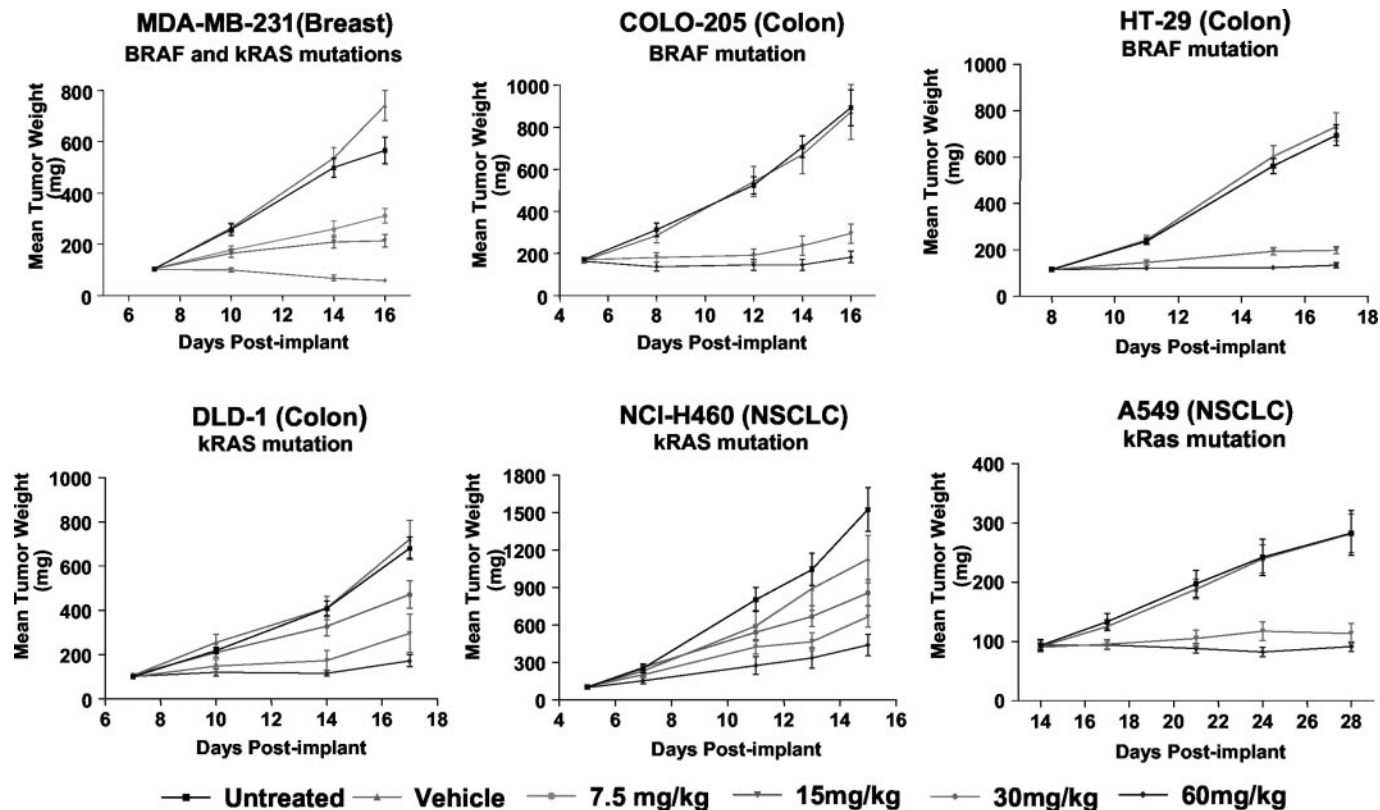 MDA-MB-231(Breast)
BRAF and kRAS mutations
Mean Tumor Weight
(mg)
800
600
400
200
0
6 8 10 12 14 16
Days Post-implant
COLO-205 (Colon)
BRAF mutation
Mean Tumor Weight
(mg)
1000
800
600
400
200
0
4 6 8 10 12 14 16
Days Post-implant
HT-29 (Colon)
BRAF mutation
Mean Tumor Weight
(mg)
1000
800
600
400
200
0
8 10 12 14 16 18
Days Post-implant
DLD-1 (Colon)
kRAS mutation
Mean Tumor Weight
(mg)
1000
800
600
400
200
0
6 8 10 12 14 16 18
Days Post-implant
NCI-H460 (NSCLC)
kRAS mutation
Mean Tumor Weight
(mg)
1800
1500
1200
900
600
300
0
4 6 8 10 12 14 16
Days Post-implant
A549 (NSCLC)
kRas mutation
Mean Tumor Weight
(mg)
400
300
200
100
0
14 16 18 20 22 24 26 28
Days Post-implant
Untreated Vehicle 7.5 mg/kg 15mg/kg 30mg/kg 60mg/kg